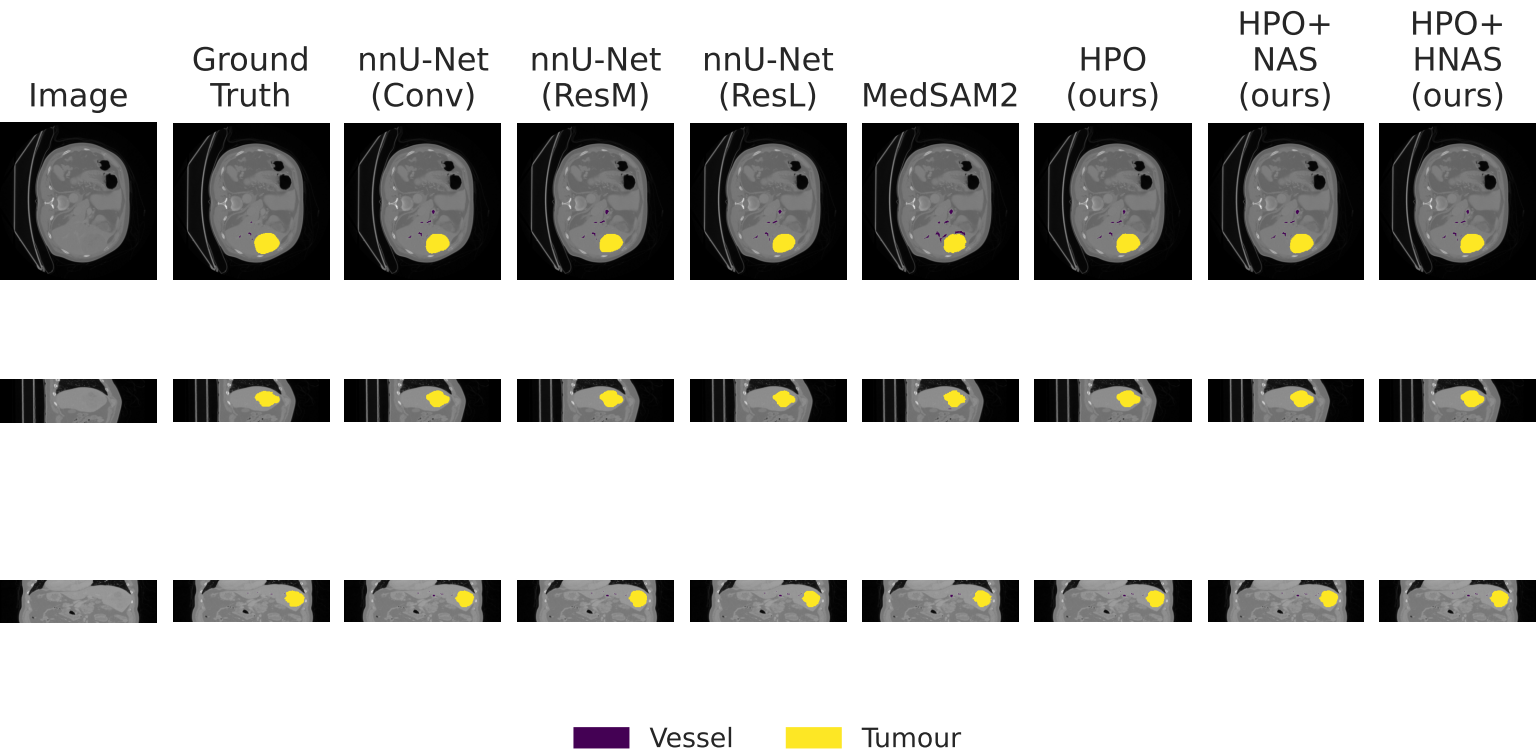 Image
Ground
Truth
nnU-Net
(Conv)
nnU-Net
(ResM)
nnU-Net
(ResL)
MedSAM2
HPO
(ours)
HPO+
NAS
(ours)
HPO+
HNAS
(ours)
Vessel
Tumour